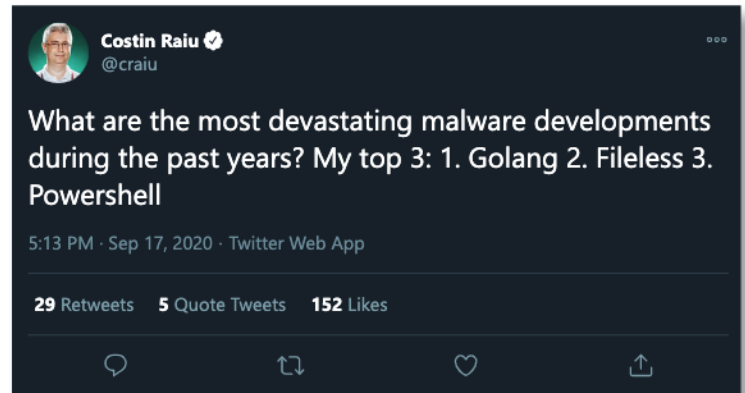 Costin Raiu
@craiu
What are the most devastating malware developments
during the past years? My top 3: 1. Golang 2. Fileless 3.
Powershell
5:13 PM · Sep 17, 2020 · Twitter Web App
29 Retweets 5 Quote Tweets 152 Likes